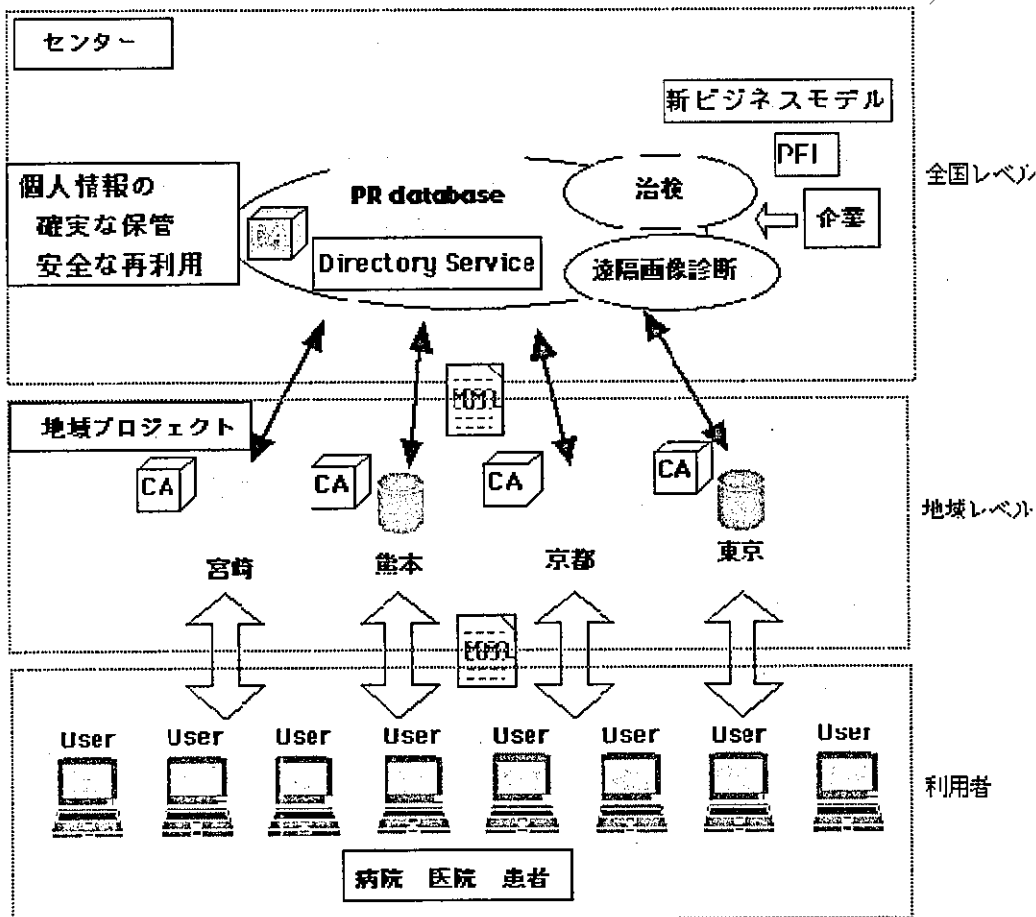 センター
新ビジネスモデル
PFI
全国レベル
個人情報の
確実な保管
安全な再利用
PR database
治検
企業
Directory Service
遠隔画像診断
地域プロジェクト
CA
CA
CA
CA
地域レベル
宮崎
熊本
京都
東京
User
User
User
User
User
User
User
User
利用者
病院 医院 患者